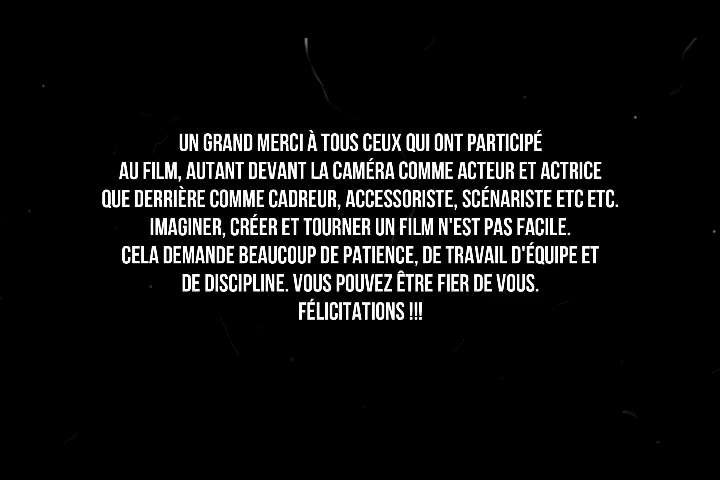 UN GRAND MERCI À TOUS CEUX QUI ONT PARTICIPÉ
AU FILM, AUTANT DEVANT LA CAMÉRA COMME ACTEUR ET ACTRICE
QUE DERRIÈRE COMME CADREUR, ACCESSORISTE, SCÉNARISTE ETC ETC.
IMAGINER, CRÉER ET TOURNER UN FILM N'EST PAS FACILE.
CELA DEMANDE BEAUCOUP DE PATIENCE, DE TRAVAIL D'ÉQUIPE ET
DE DISCIPLINE. VOUS POUVEZ ÊTRE FIER DE VOUS.
FÉLICITATIONS !!!